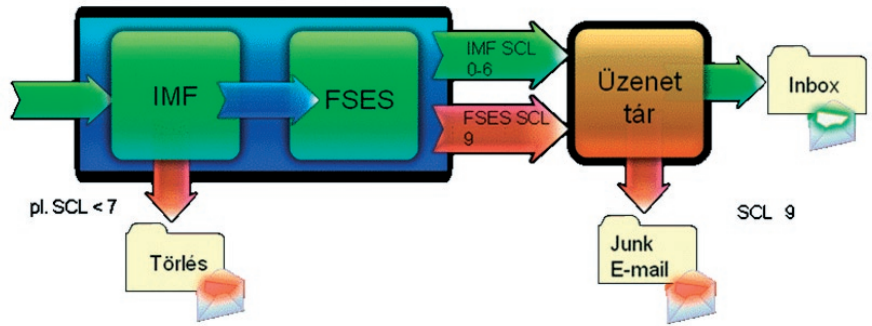 IMF
FSES
IMF SCL
0-6
FSES SCL
9
Üzenet
tár
Inbox
pl. SCL < 7
Törlés
Junk
E-mail
SCL 9